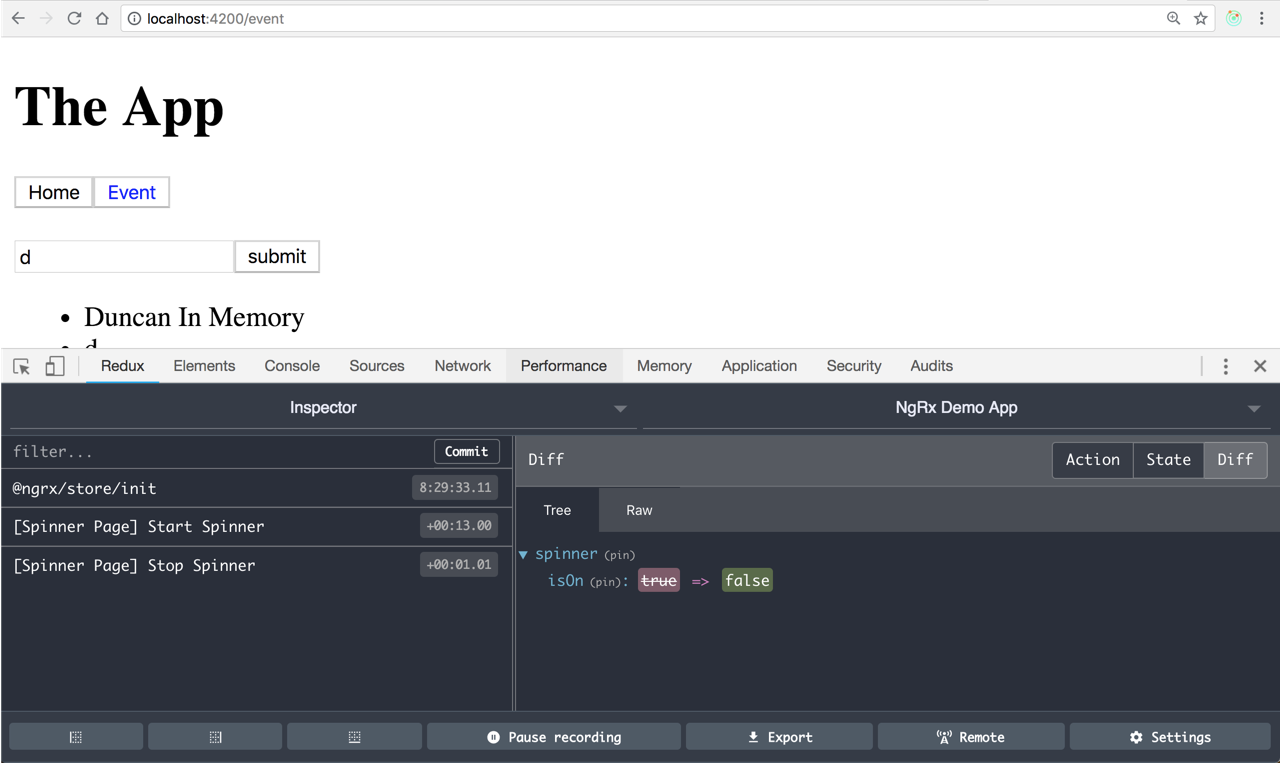 localhost:4200/event
The App
Home Event
d submit
Duncan In Memory
d
Redux Elements Console Sources Network Performance Memory Application Security Audits
Inspector NgRx Demo App
filter... Commit
Diff Action State Diff
@ngrx/store/init 8:29:33.11
Tree Raw
[Spinner Page] Start Spinner +00:13.00
spinner (pin)
[Spinner Page] Stop Spinner +00:01.01
isOn (pin): true => false
Pause recording Export Remote Settings